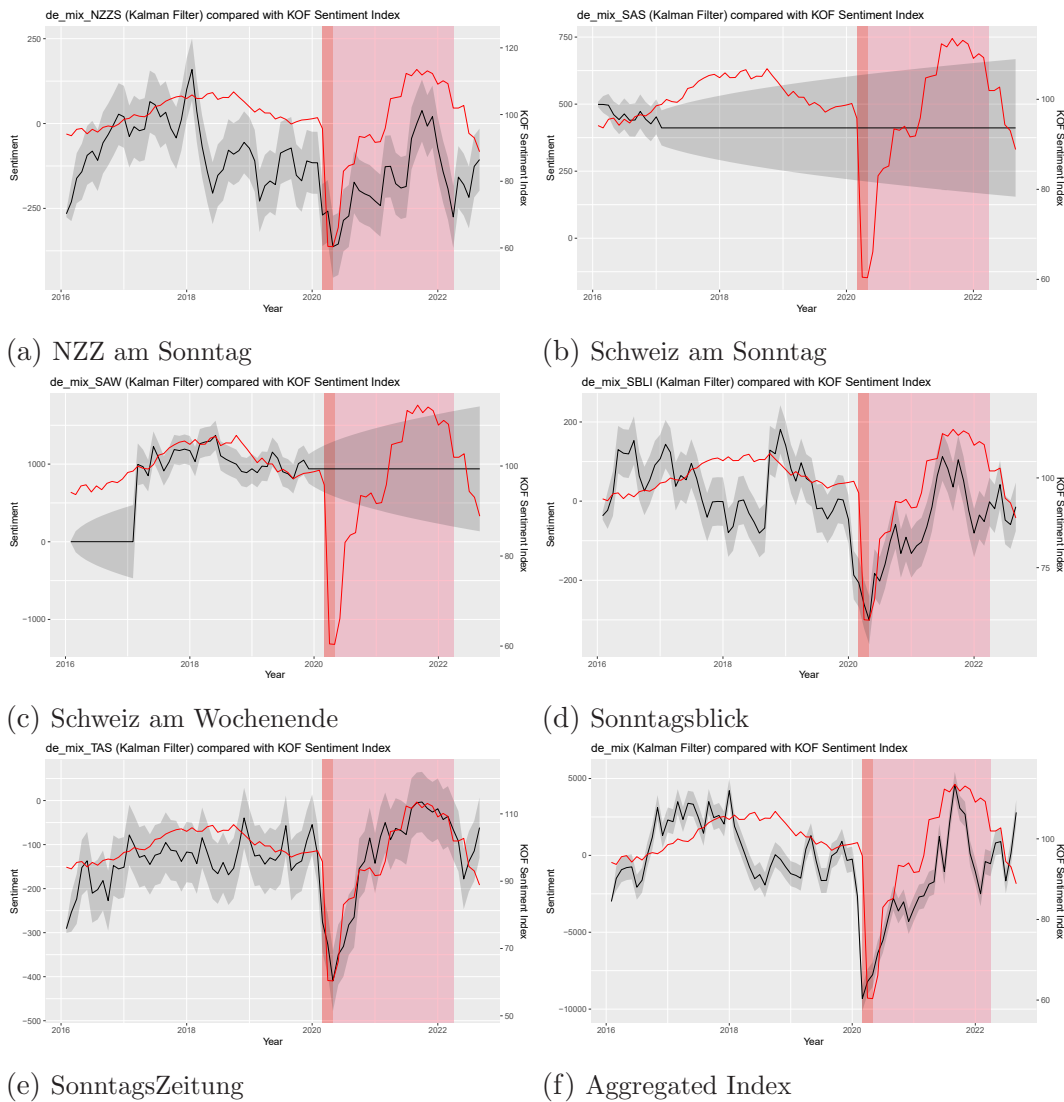 de_mix_NZZS (Kalman Filter) compared with KOF Sentiment Index
250
0
−250
Sentiment
120
100
80
60
KOF Sentiment Index
2016 2018 2020 2022
Year
(a) NZZ am Sonntag
de_mix_SAS (Kalman Filter) compared with KOF Sentiment Index
750
500
250
0
Sentiment
100
80
60
KOF Sentiment Index
2016 2018 2020 2022
Year
(b) Schweiz am Sonntag
de_mix_SAW (Kalman Filter) compared with KOF Sentiment Index
1000
0
−1000
Sentiment
100
80
60
KOF Sentiment Index
2016 2018 2020 2022
Year
(c) Schweiz am Wochenende
de_mix_SBLI (Kalman Filter) compared with KOF Sentiment Index
200
0
−200
Sentiment
100
75
KOF Sentiment Index
2016 2018 2020 2022
Year
(d) Sonntagsblick
de_mix_TAS (Kalman Filter) compared with KOF Sentiment Index
0
−100
−200
−300
−400
−500
Sentiment
110
90
70
50
KOF Sentiment Index
2016 2018 2020 2022
Year
(e) SonntagsZeitung
de_mix (Kalman Filter) compared with KOF Sentiment Index
5000
0
−5000
−10000
Sentiment
100
80
60
KOF Sentiment Index
2016 2018 2020 2022
Year
(f) Aggregated Index